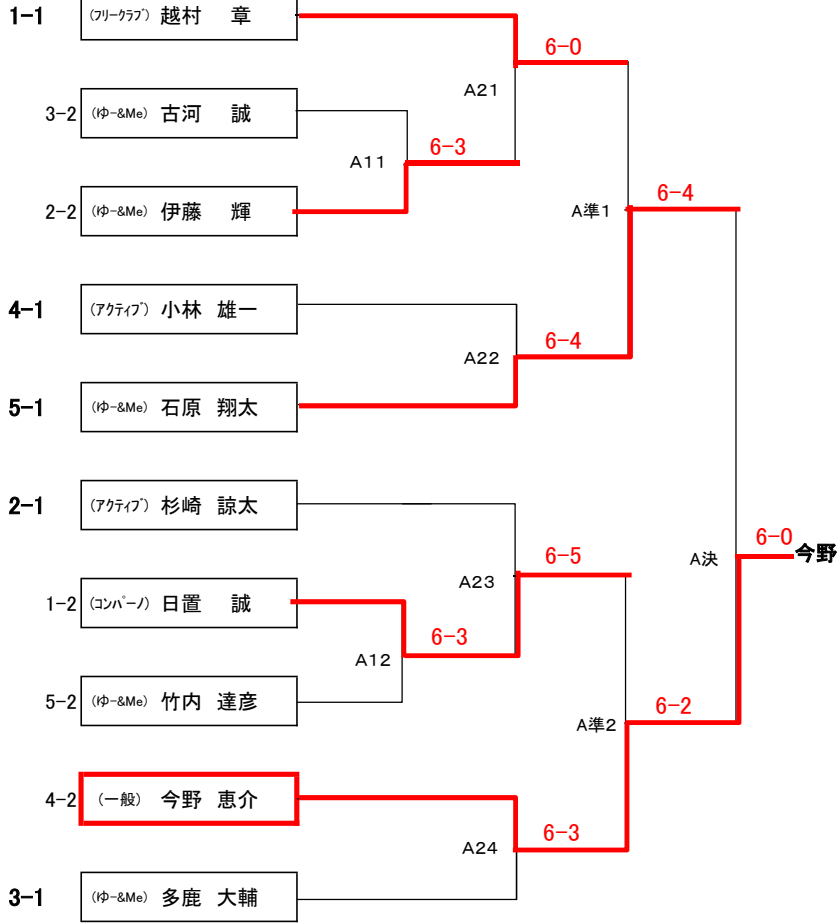 1-1 (フリークラブ) 越村 章
6-0
A21
3-2 (ゆ-&Me) 古河 誠
6-3
A11
2-2 (ゆ-&Me) 伊藤 輝
6-4
A準1
4-1 (アクティブ) 小林 雄一
6-4
A22
5-1 (ゆ-&Me) 石原 翔太
2-1 (アクティブ) 杉崎 諒太
6-0 今野
6-5
A決
A23
1-2 (コンパーノ) 日置 誠
6-3
A12
5-2 (ゆ-&Me) 竹内 達彦
6-2
A準2
4-2 (一般) 今野 恵介
6-3
A24
3-1 (ゆ-&Me) 多鹿 大輔